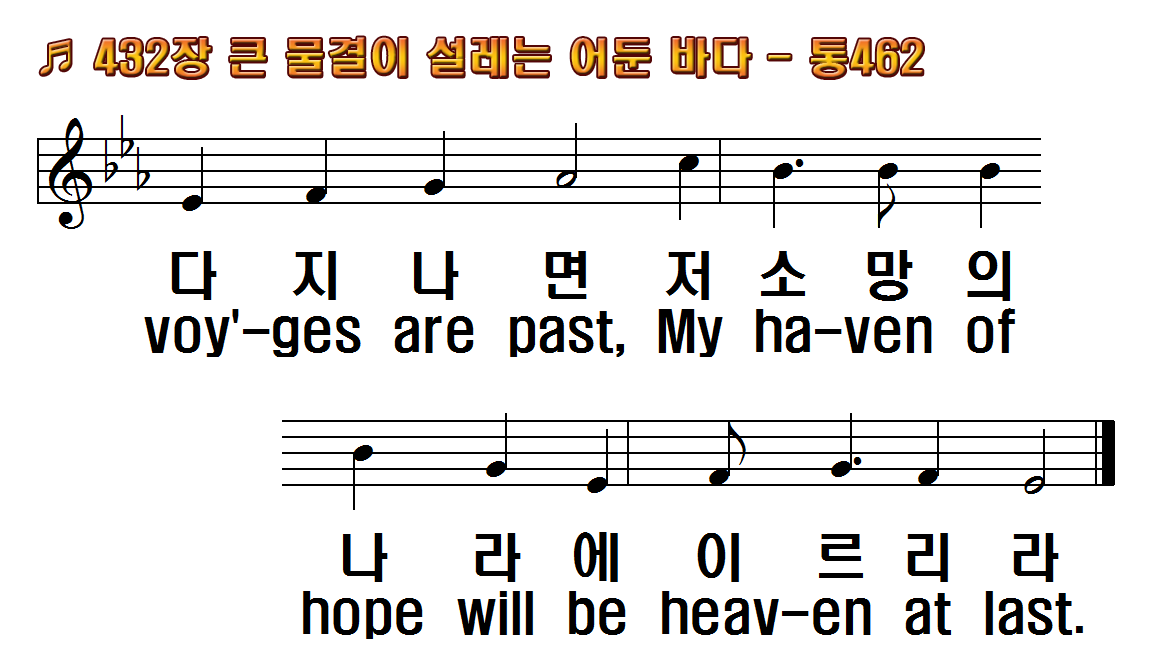 ♬ 432장 큰 물결이 설레는 어둔 바다 - 통462
다 지 나 면 저 소 망 의
voy'-ges are past, My ha-ven of
나 라 에 이 르 리 라
hope will be heav-en at last.